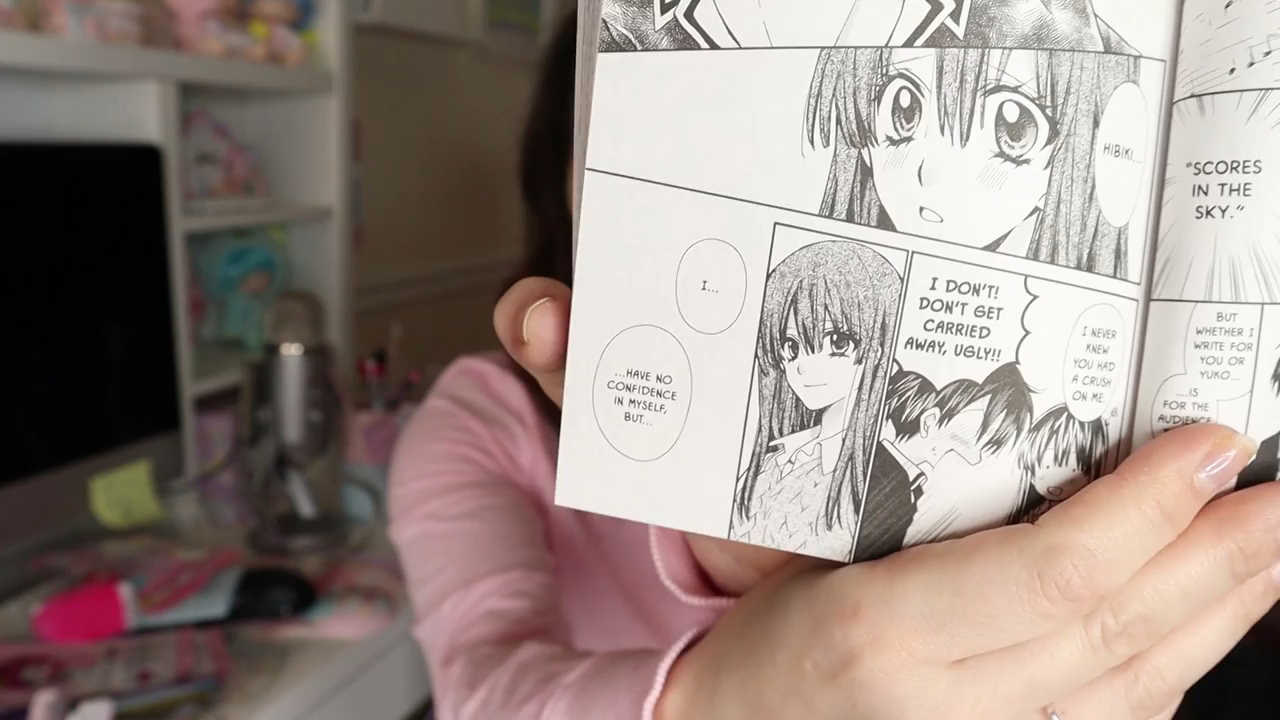 "SCORES
IN THE
SKY."
BUT
WHETHER I
WRITE FOR
YOU OR
YUKO...
...IS
FOR THE
AUDIENCE
HIBIKI...
I NEVER
KNEW
YOU HAD
A CRUSH
ON ME.
I DON'T!
DON'T GET
CARRIED
AWAY, UGLY!!
I...
...HAVE NO
CONFIDENCE
IN MYSELF,
BUT...